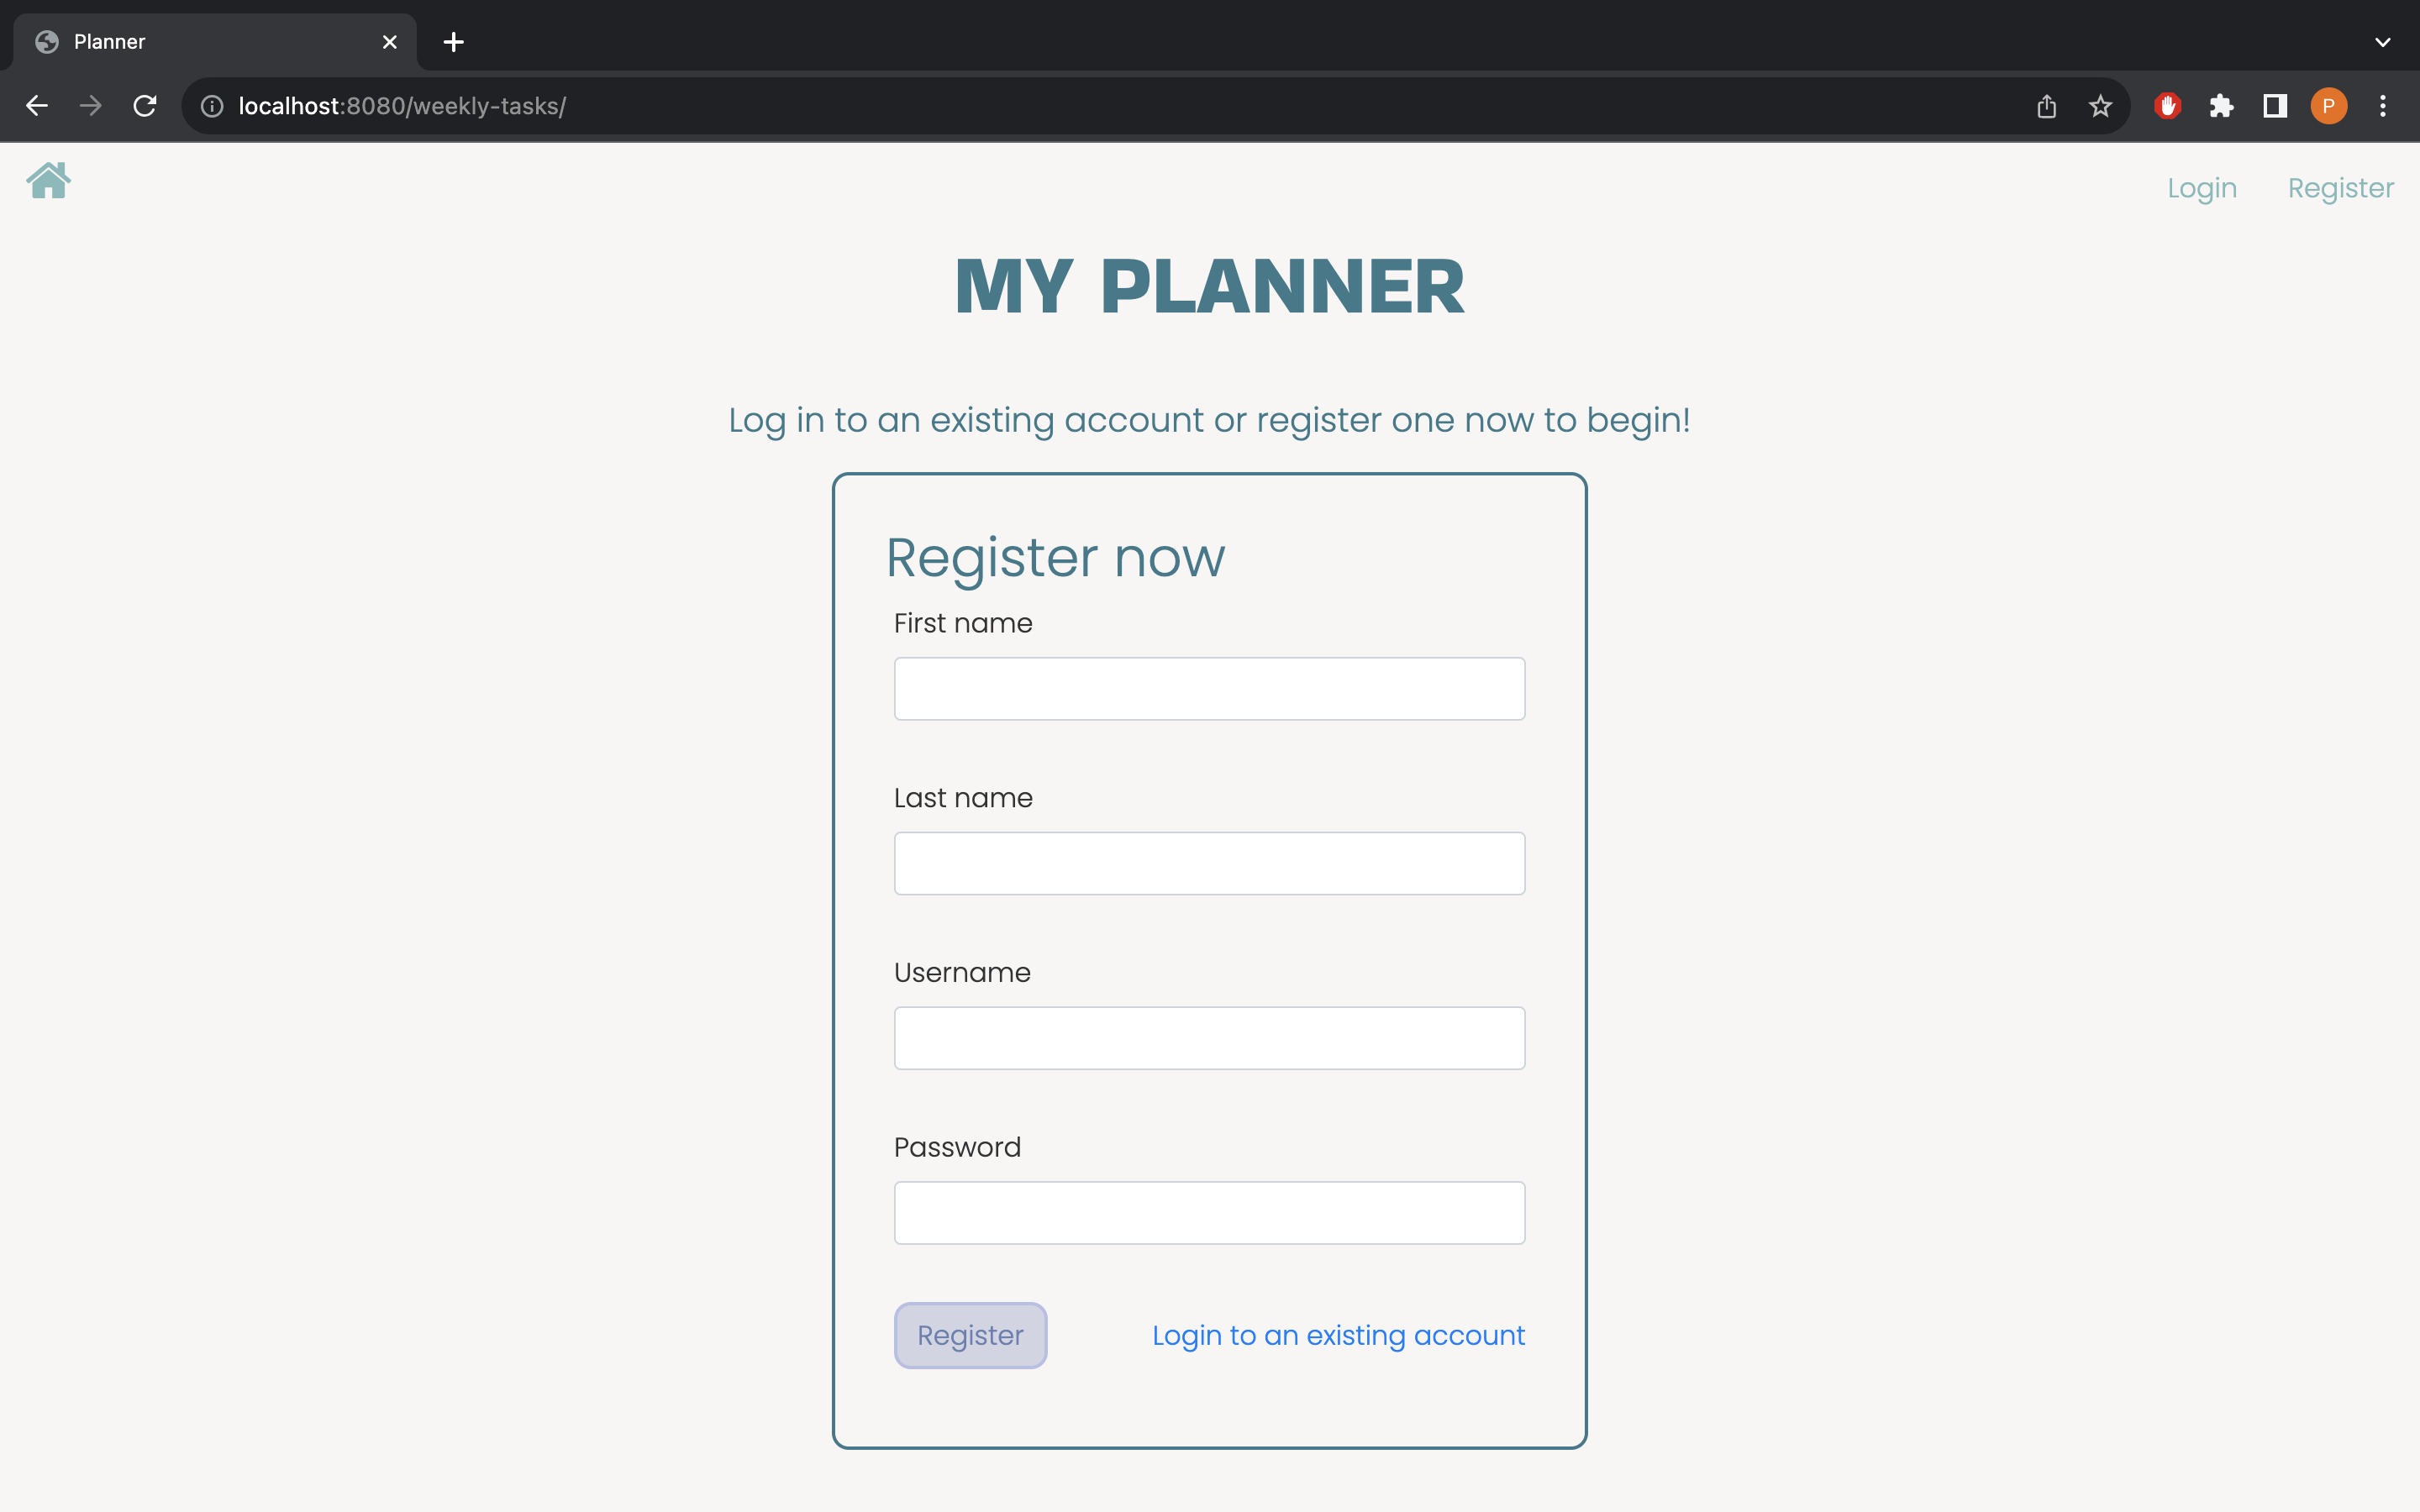 Planner
localhost:8080/weekly-tasks/
P
Login Register
MY PLANNER
Log in to an existing account or register one now to begin!
Register now
First name
Last name
Username
Password
Register Login to an existing account